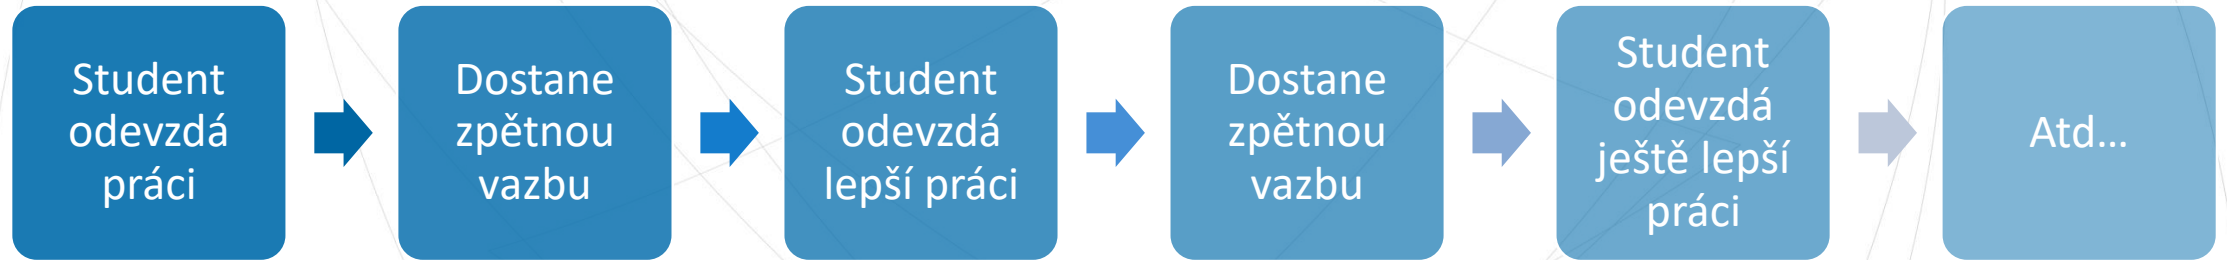 Student
odevzdá
práci
Dostane
zpětnou
vazbu
Student
odevzdá
lepší práci
Dostane
zpětnou
vazbu
Student
odevzdá
ještě lepší
práci
Atd…